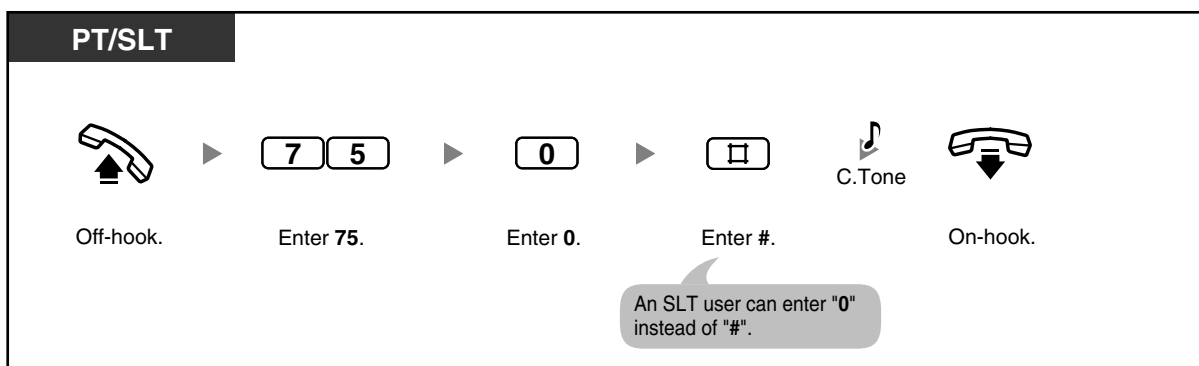 PT/SLT
7 5 0 #
C.Tone
Off-hook. Enter 75. Enter 0. Enter #. On-hook.
An SLT user can enter "0"
instead of "#".